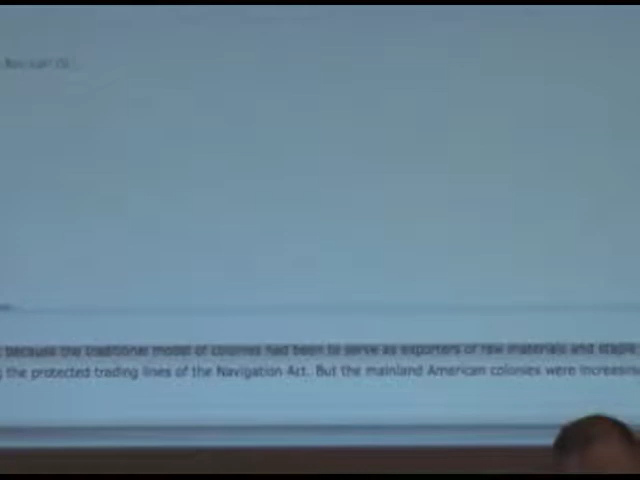 because the traditional model of colonies had been to serve as exporters of raw materials and staple
the protected trading lines of the Navigation Act. But the mainland American colonies were